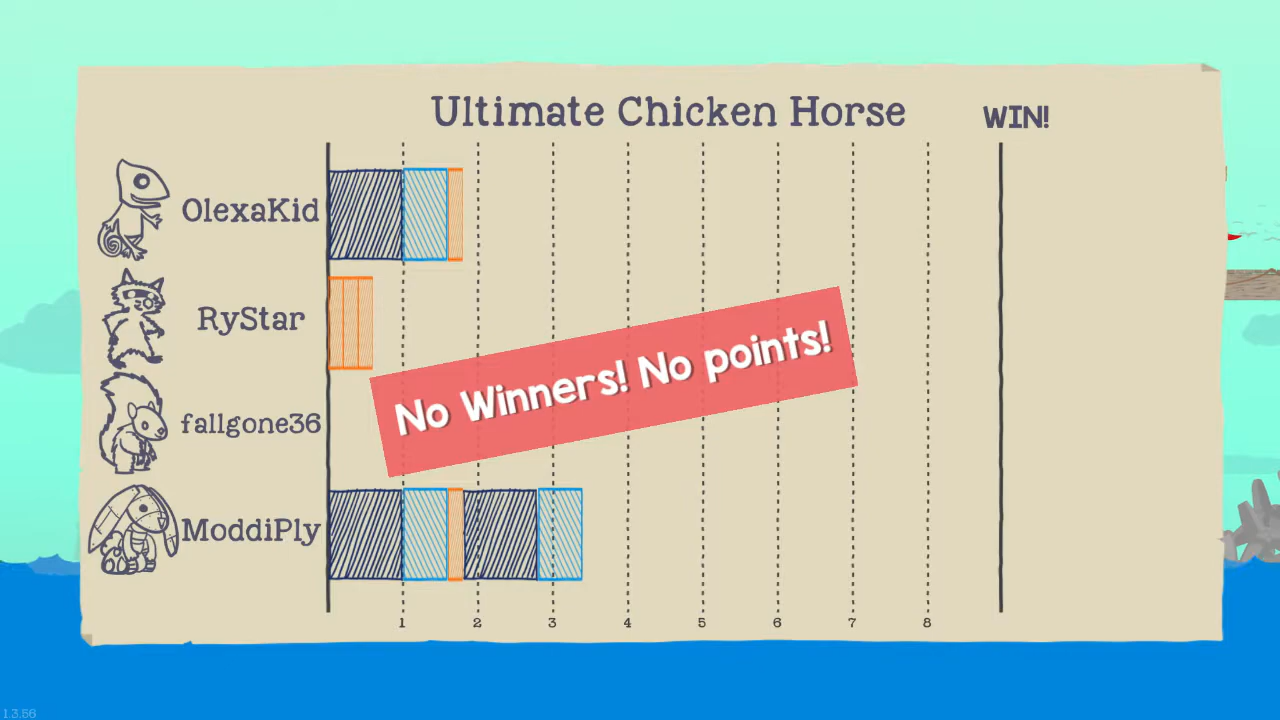 Ultimate Chicken Horse
WIN!
OlexaKid
RyStar
No Winners! No points!
fallgone36
ModdiPly
1 2 3 4 5 6 7 8
1.3.56